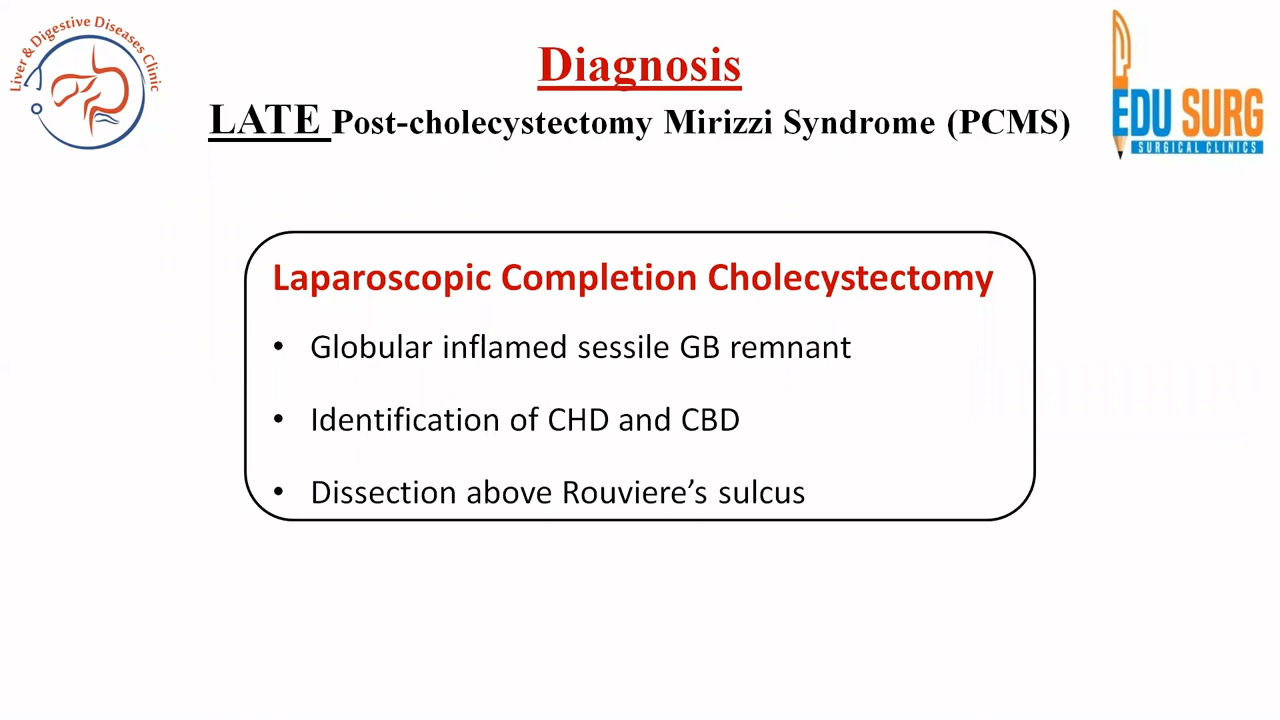 Liver & Digestive Diseases Clinic
Diagnosis
LATE Post-cholecystectomy Mirizzi Syndrome (PCMS)
EDU SURG
SURGICAL CLINICS
Laparoscopic Completion Cholecystectomy
• Globular inflamed sessile GB remnant
• Identification of CHD and CBD
• Dissection above Rouviere’s sulcus